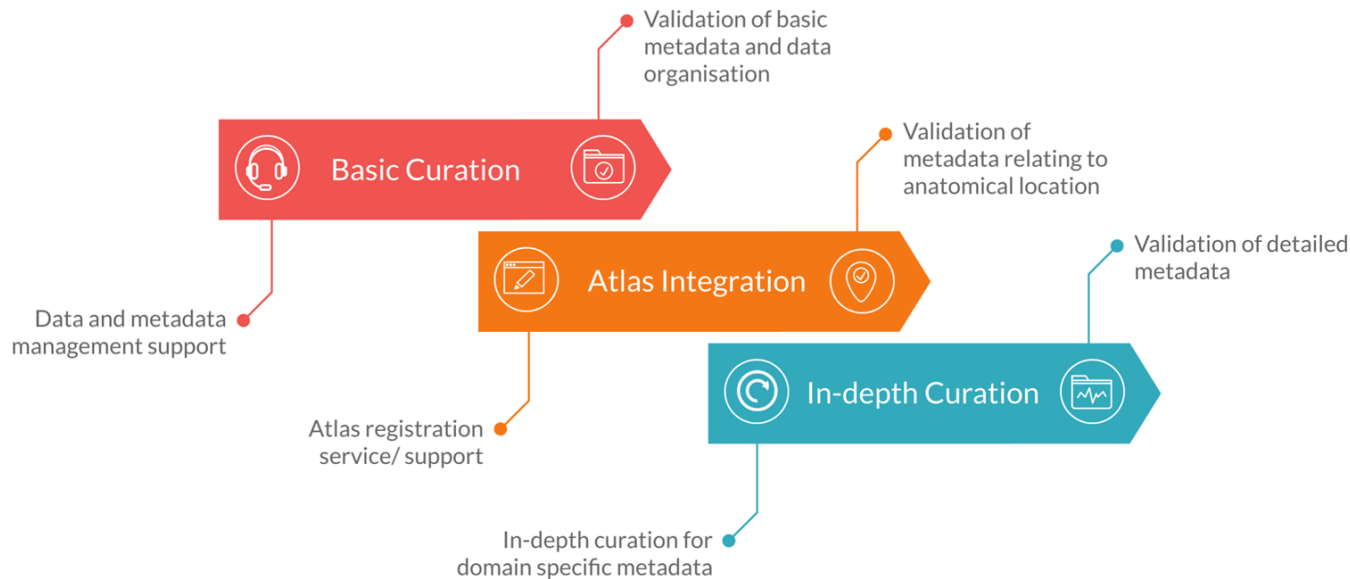 Validation of basic
metadata and data
organisation
Basic Curation
Data and metadata
management support
Validation of
metadata relating to
anatomical location
Atlas Integration
Atlas registration
service/ support
Validation of detailed
metadata
In-depth Curation
In-depth curation for
domain specific metadata